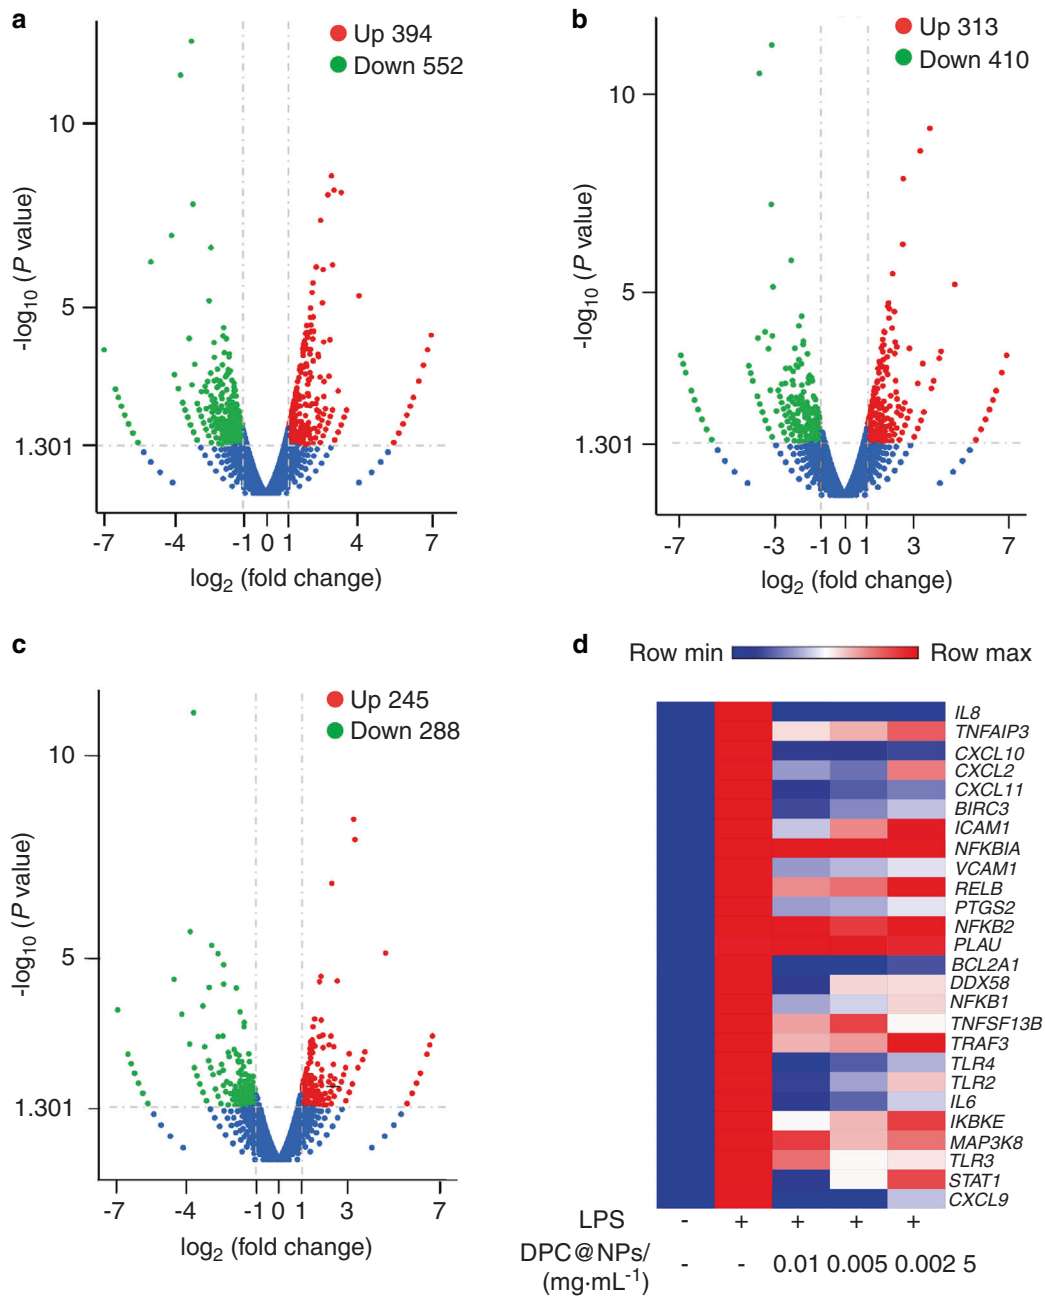 a
Up 394
Down 552
10
5
1.301
-log10 (P value)
-7 -4 -1 0 1 4 7
log2 (fold change)
b
Up 313
Down 410
10
5
1.301
-log10 (P value)
-7 -3 -1 0 1 3 7
log2 (fold change)
c
Up 245
Down 288
10
5
1.301
-log10 (P value)
-7 -4 -1 0 1 3 7
log2 (fold change)
d
Row min Row max
IL8
TNFAIP3
CXCL10
CXCL2
CXCL11
BIRC3
ICAM1
NFKBIA
VCAM1
RELB
PTGS2
NFKB2
PLAU
BCL2A1
DDX58
NFKB1
TNFSF13B
TRAF3
TLR4
TLR2
IL6
IKBKE
MAP3K8
TLR3
STAT1
CXCL9
LPS - + + + +
DPC@NPs/
(mg·mL-1) - - 0.01 0.005 0.002 5